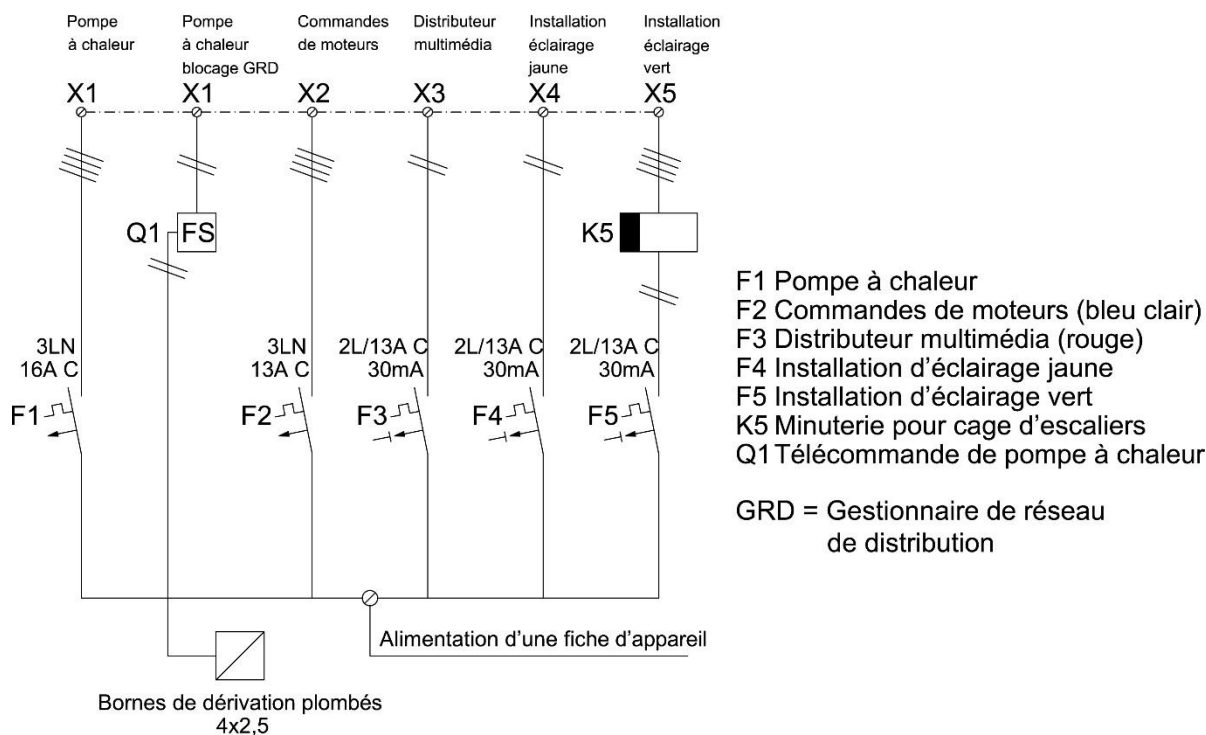 Pompe
à chaleur
Pompe
à chaleur
blocage GRD
Commandes
de moteurs
Distributeur
multimédia
Installation
éclairage
jaune
Installation
éclairage
vert
X1 X1 X2 X3 X4 X5
Q1 FS
K5
3LN
16A C
F1
3LN
13A C
F2
2L/13A C
30mA
F3
2L/13A C
30mA
F4
2L/13A C
30mA
F5
Alimentation d'une fiche d'appareil
Bornes de dérivation plombés
4x2,5
F1 Pompe à chaleur
F2 Commandes de moteurs (bleu clair)
F3 Distributeur multimédia (rouge)
F4 Installation d'éclairage jaune
F5 Installation d'éclairage vert
K5 Minuterie pour cage d'escaliers
Q1 Télécommande de pompe à chaleur
GRD = Gestionnaire de réseau
de distribution